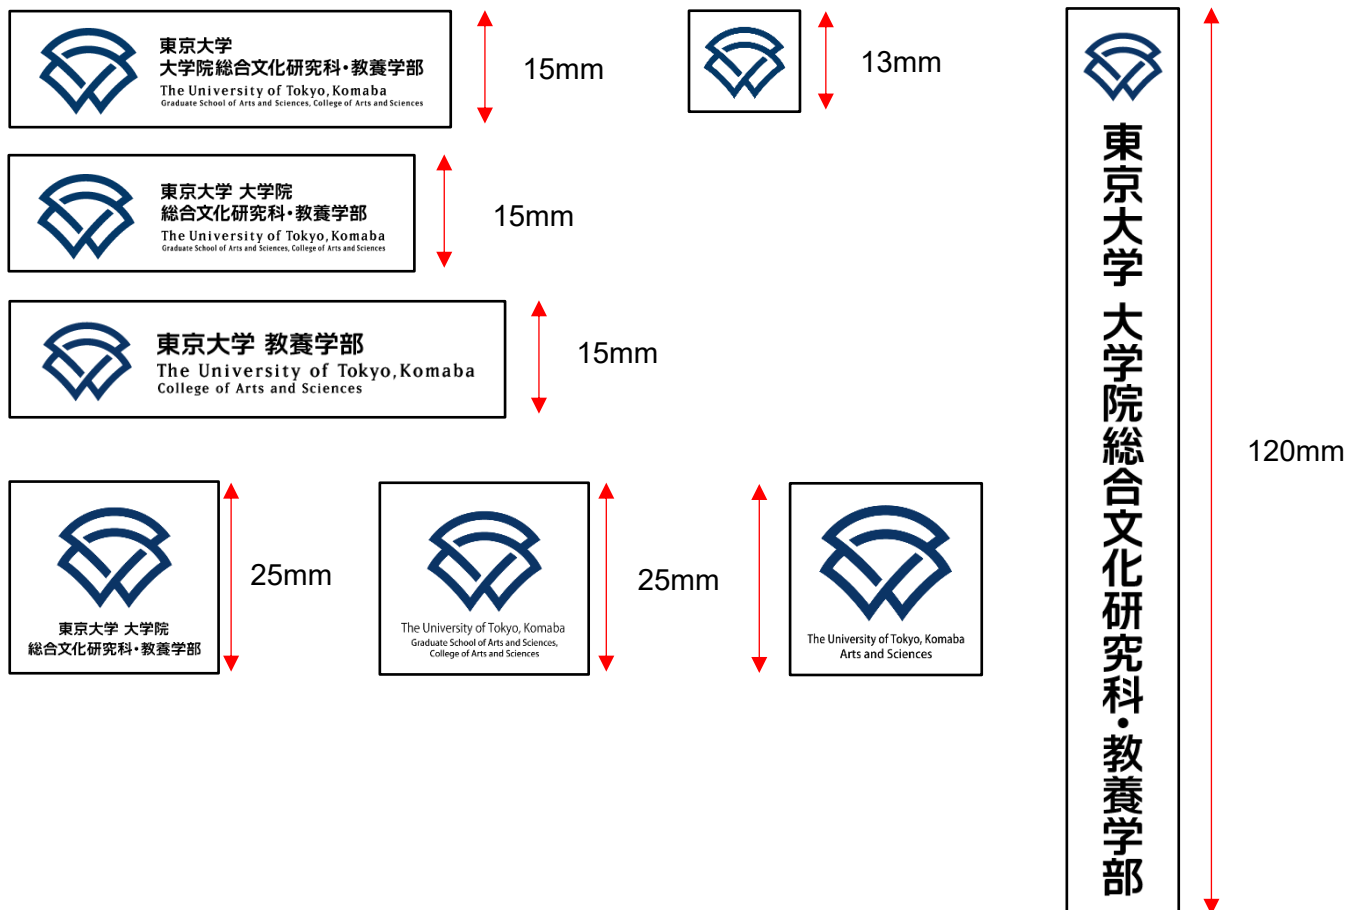 東京大学
大学院総合文化研究科・教養学部
The University of Tokyo, Komaba
Graduate School of Arts and Sciences, College of Arts and Sciences
15mm
13mm
東京大学 大学院
総合文化研究科・教養学部
The University of Tokyo, Komaba
Graduate School of Arts and Sciences, College of Arts and Sciences
15mm
東京大学 教養学部
The University of Tokyo, Komaba
College of Arts and Sciences
15mm
東京大学 大学院
総合文化研究科・教養学部
25mm
The University of Tokyo, Komaba
Graduate School of Arts and Sciences,
College of Arts and Sciences
25mm
The University of Tokyo, Komaba
Arts and Sciences
東京大学 大学院総合文化研究科・教養学部
120mm